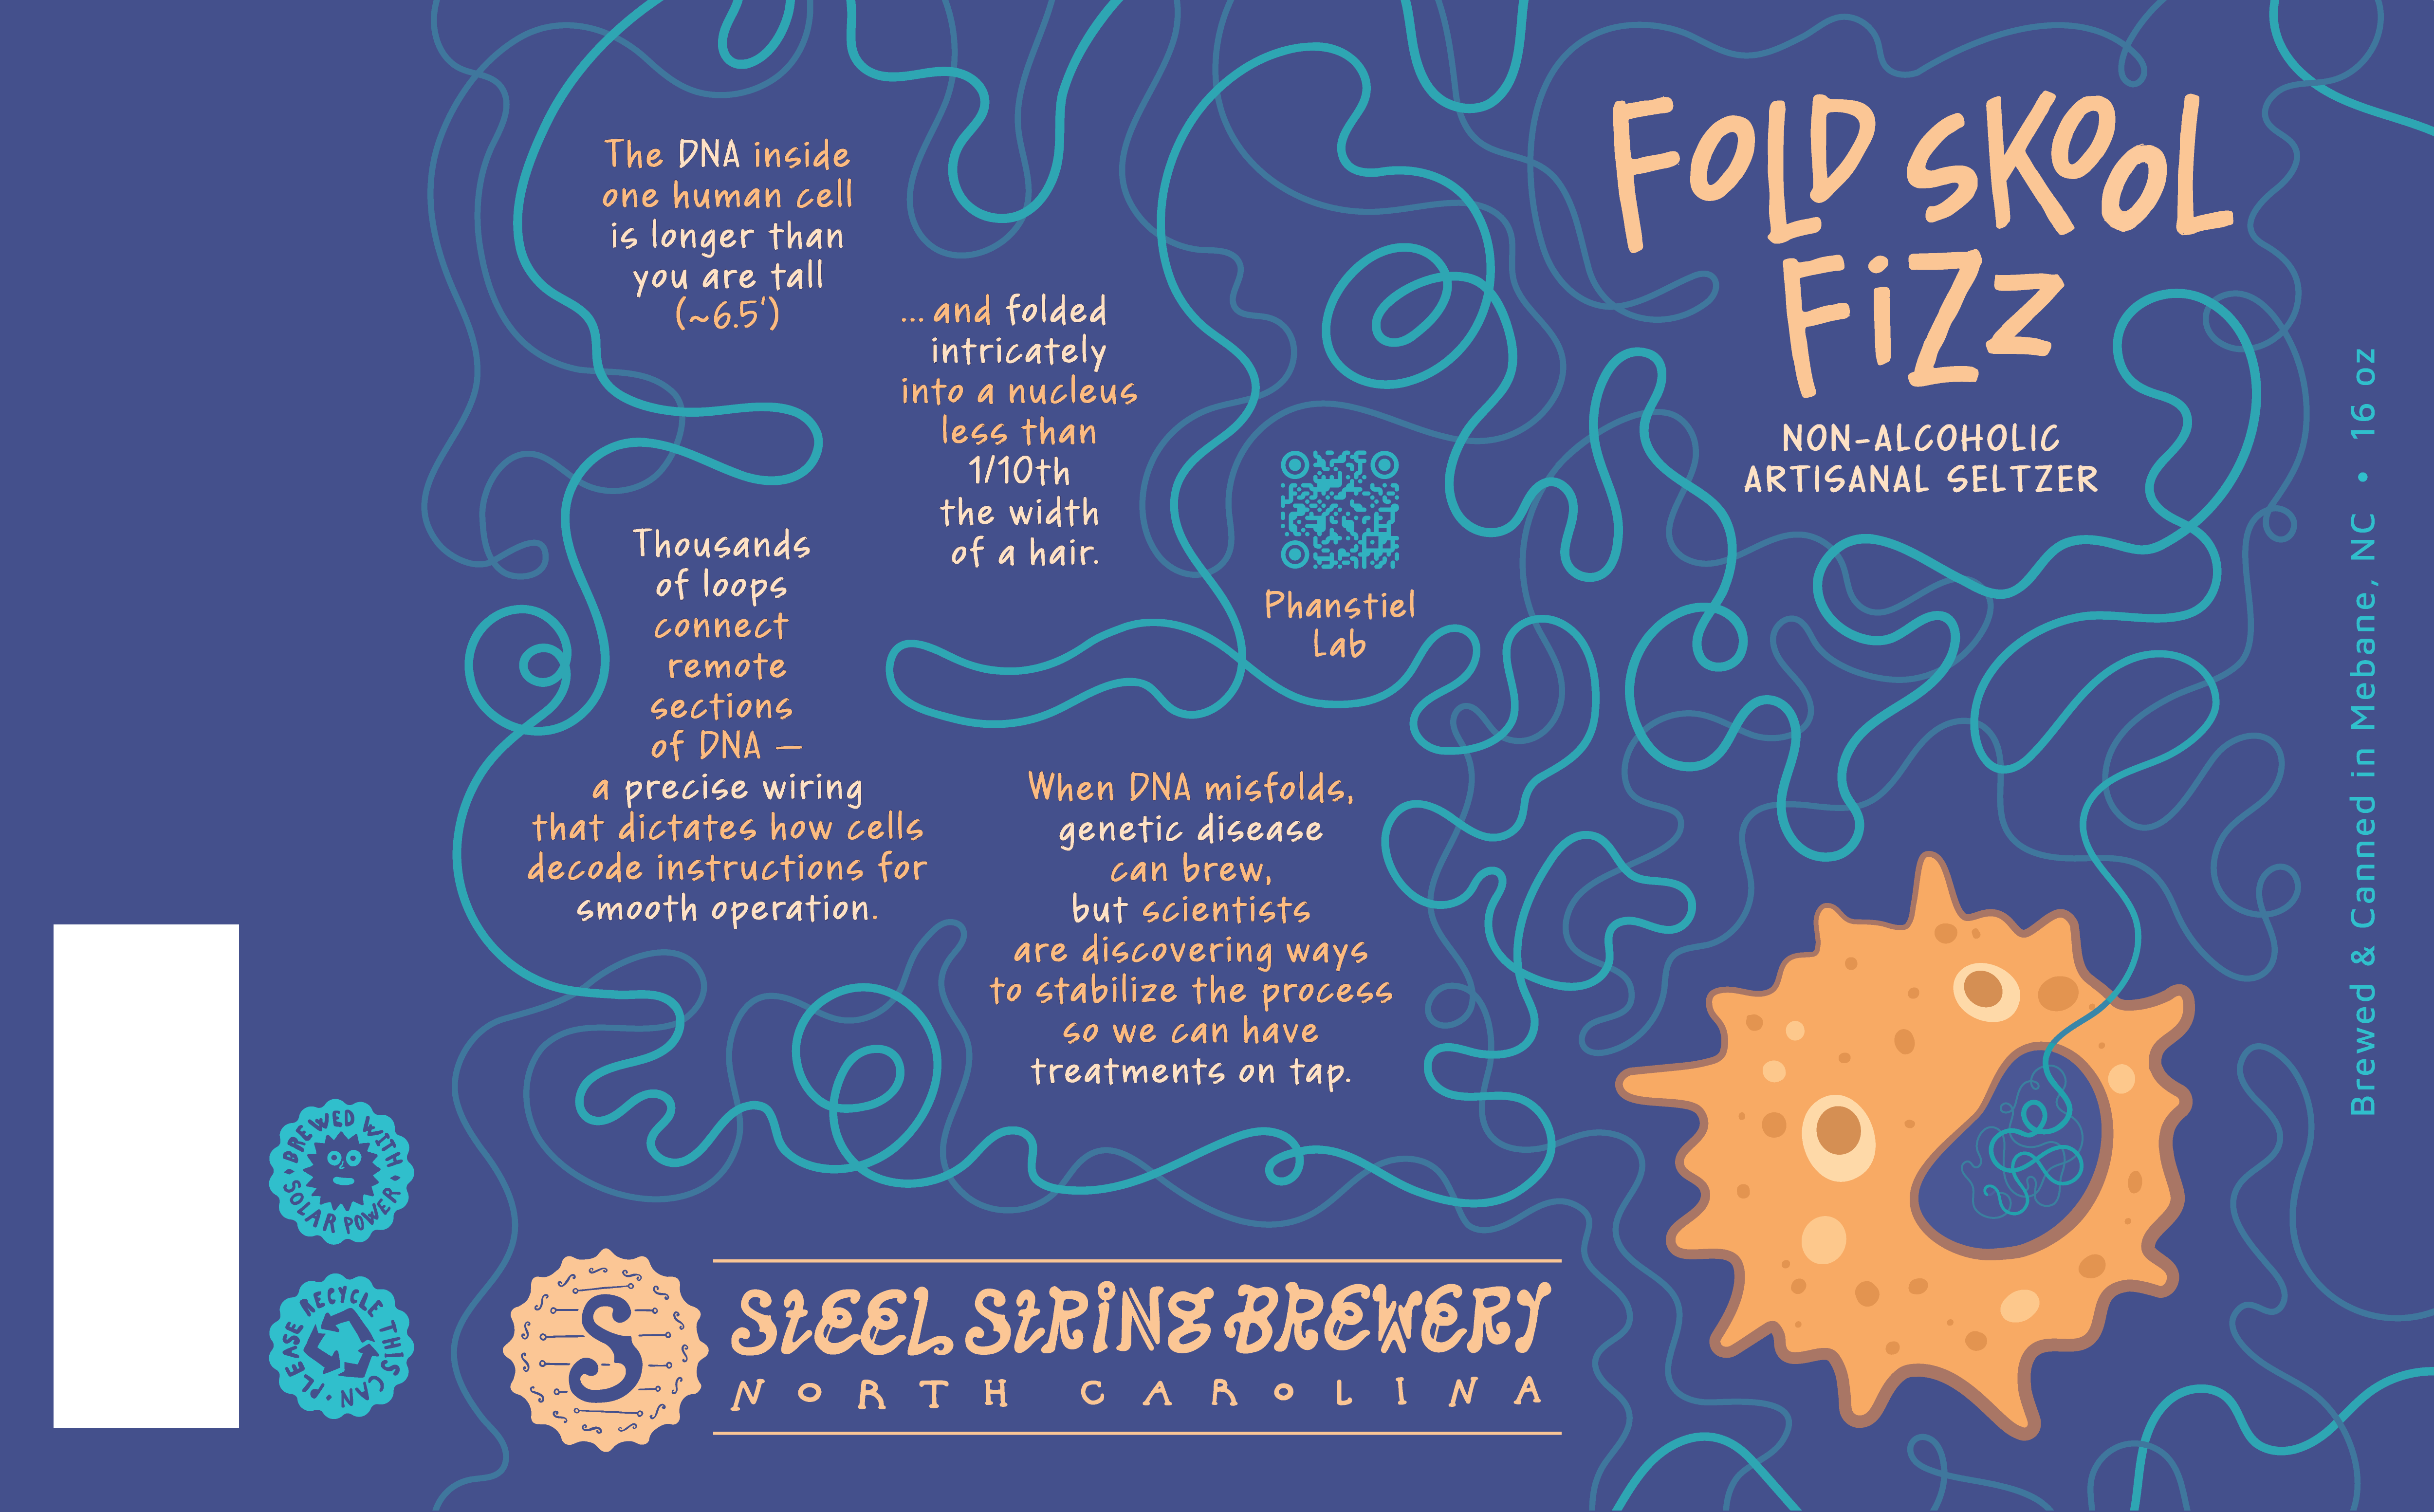 The DNA inside
one human cell
is longer than
you are tall
(~6.5')
... and folded
intricately
into a nucleus
less than
1/10th
the width
of a hair.
Thousands
of loops
connect
remote
sections
of DNA —
a precise wiring
that dictates how cells
decode instructions for
smooth operation.
When DNA misfolds,
genetic disease
can brew,
but scientists
are discovering ways
to stabilize the process
so we can have
treatments on tap.
Phanstiel
Lab
FOLD SKOOL
FiZZ
NON-ALCOHOLIC
ARTISANAL SELTZER
Brewed & Canned in Mebane, NC • 16 oz
BREWED WITH
SOLAR POWER
PLEASE RECYCLE THIS CAN
S
STEEL STRiNg BREWERY
NORTH CAROLINA